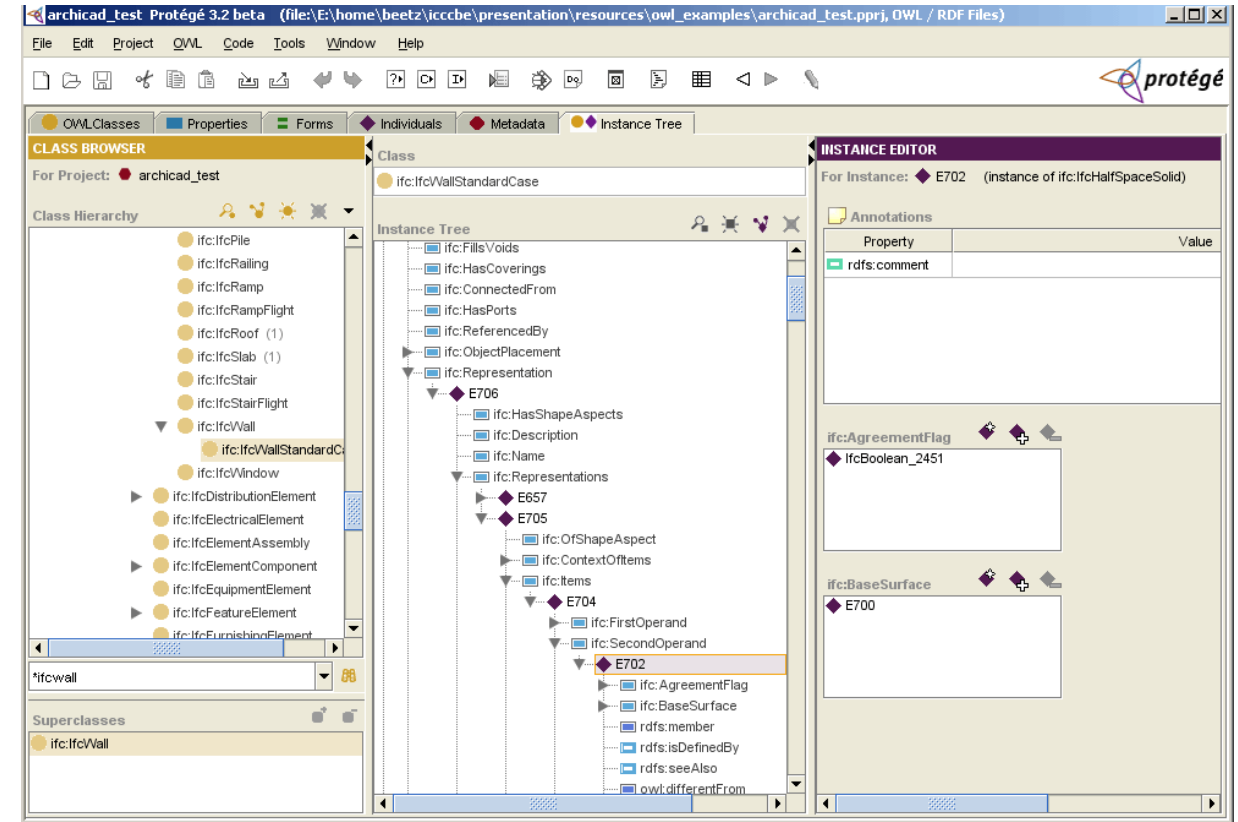 archicad_test Protégé 3.2 beta (file:\E:\home\beetz\icccbe\presentation\resources\owl_examples\archicad_test.pprj, OWL / RDF Files)
File Edit Project OWL Code Tools Window Help
protégé
OWLClasses Properties Forms Individuals Metadata Instance Tree
CLASS BROWSER
For Project: archicad_test
Class Hierarchy
ifc:IfcPile
ifc:IfcRailing
ifc:IfcRamp
ifc:IfcRampFlight
ifc:IfcRoof (1)
ifc:IfcSlab (1)
ifc:IfcStair
ifc:IfcStairFlight
ifc:IfcWall
ifc:IfcWallStandardCa
ifc:IfcWindow
ifc:IfcDistributionElement
ifc:IfcElectricalElement
ifc:IfcElementAssembly
ifc:IfcElementComponent
ifc:IfcEquipmentElement
ifc:IfcFeatureElement
ifc:IfcFurnishingElement
*ifcwall
Superclasses
ifc:IfcWall
Class
ifc:IfcWallStandardCase
Instance Tree
ifc:FillsVoids
ifc:HasCoverings
ifc:ConnectedFrom
ifc:HasPorts
ifc:ReferencedBy
ifc:ObjectPlacement
ifc:Representation
E706
ifc:HasShapeAspects
ifc:Description
ifc:Name
ifc:Representations
E657
E705
ifc:OfShapeAspect
ifc:ContextOfItems
ifc:Items
E704
ifc:FirstOperand
ifc:SecondOperand
E702
ifc:AgreementFlag
ifc:BaseSurface
rdfs:member
rdfs:isDefinedBy
rdfs:seeAlso
owl:differentFrom
INSTANCE EDITOR
For Instance: E702 (instance of ifc:IfcHalfSpaceSolid)
Annotations
Property Value
rdfs:comment
ifc:AgreementFlag
IfcBoolean_2451
ifc:BaseSurface
E700